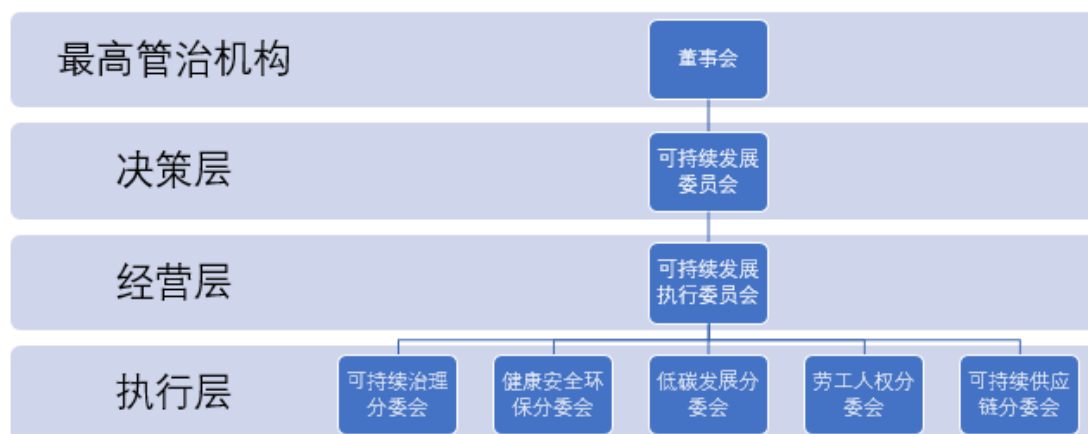 最高管治机构
董事会
决策层
可持续发展
委员会
经营层
可持续发展
执行委员会
执行层
可持续治理
分委会
健康安全环
保分委会
低碳发展分
委会
劳工人权分
委会
可持续供应
链分委会